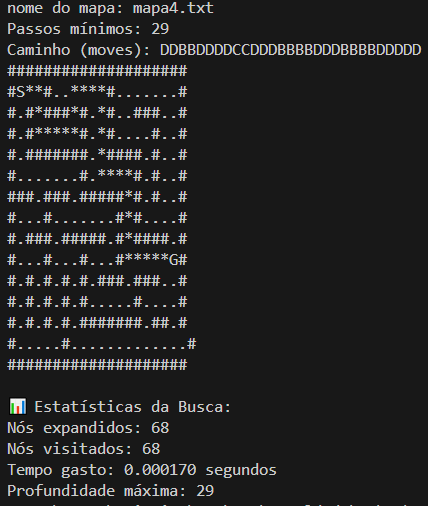 nome do mapa: mapa4.txt
Passos mínimos: 29
Caminho (moves): DDBBDDDDCCDDDBBBBDDDBBBBDDDDD
####################
#S**#..****#.......#
#.#*###*#.*#..###..#
#.#*****#.*#....#..#
#.#######.*####.#..#
#.......#.****#.#..#
###.###.#####*#.#..#
#...#.......#*#....#
#.###.#####.#*####.#
#...#...#...#*****G#
#.#.#.#.#.###.###..#
#.#.#.#.#.....#....#
#.#.#.#.#######.##.#
#.....#.............#
####################
📊 Estatísticas da Busca:
Nós expandidos: 68
Nós visitados: 68
Tempo gasto: 0.000170 segundos
Profundidade máxima: 29